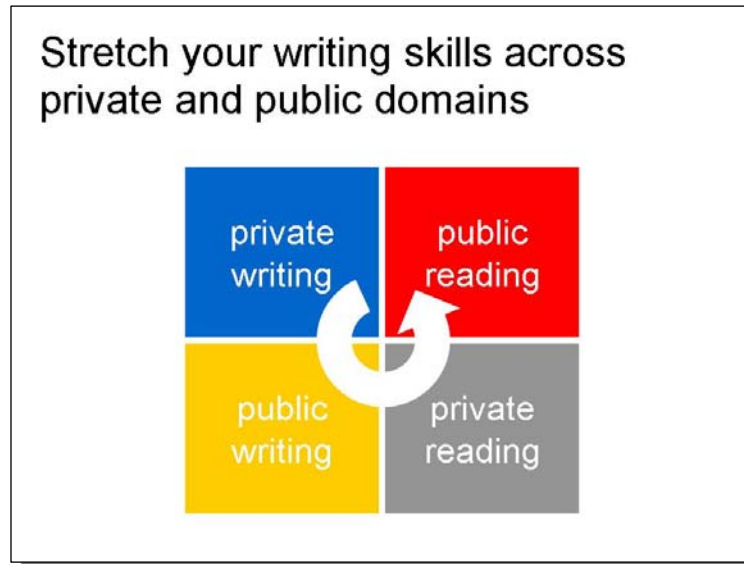 Stretch your writing skills across
private and public domains
private
writing
public
reading
public
writing
private
reading